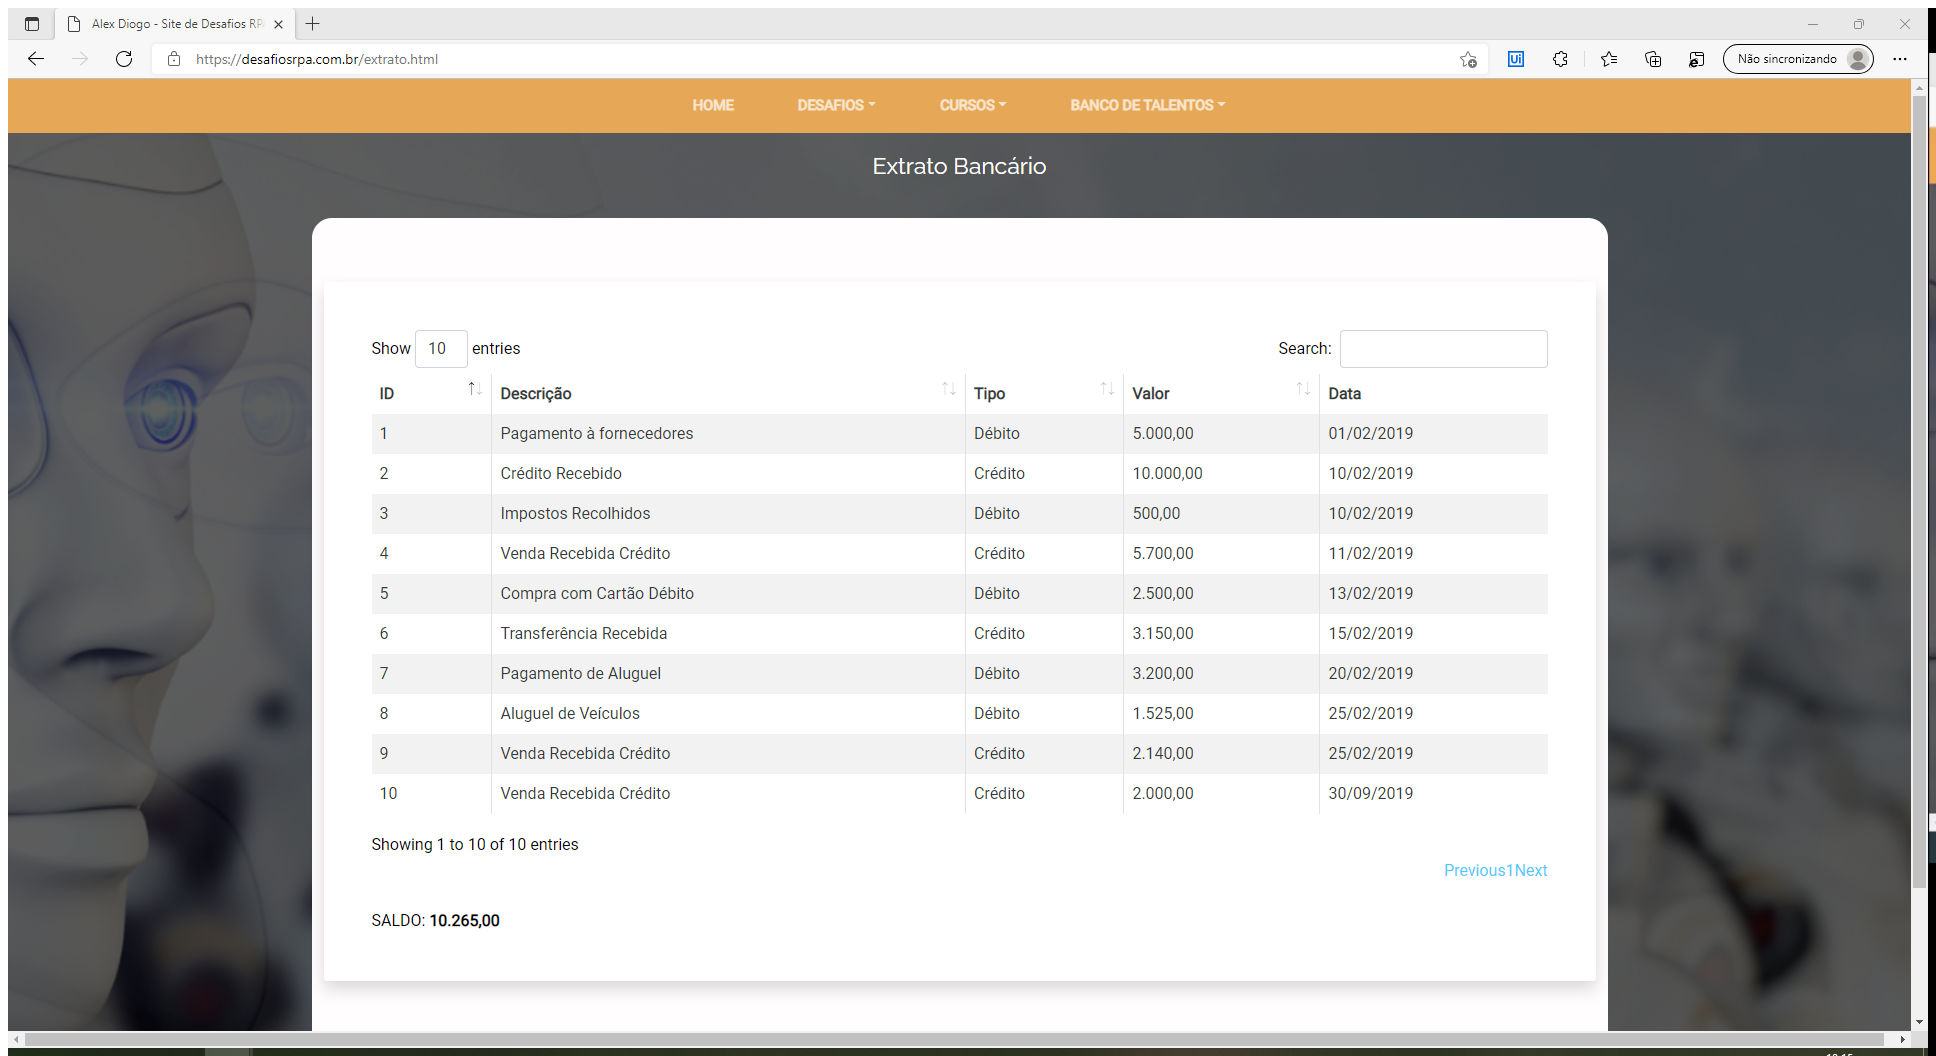 Alex Diogo - Site de Desafios RP
https://desafiosrpa.com.br/extrato.html
Não sincronizando
HOME DESAFIOS CURSOS BANCO DE TALENTOS
Extrato Bancário
Show 10 entries Search:
ID Descrição Tipo Valor Data
1 Pagamento à fornecedores Débito 5.000,00 01/02/2019
2 Crédito Recebido Crédito 10.000,00 10/02/2019
3 Impostos Recolhidos Débito 500,00 10/02/2019
4 Venda Recebida Crédito Crédito 5.700,00 11/02/2019
5 Compra com Cartão Débito Débito 2.500,00 13/02/2019
6 Transferência Recebida Crédito 3.150,00 15/02/2019
7 Pagamento de Aluguel Débito 3.200,00 20/02/2019
8 Aluguel de Veículos Débito 1.525,00 25/02/2019
9 Venda Recebida Crédito Crédito 2.140,00 25/02/2019
10 Venda Recebida Crédito Crédito 2.000,00 30/09/2019
Showing 1 to 10 of 10 entries
Previous1Next
SALDO: 10.265,00